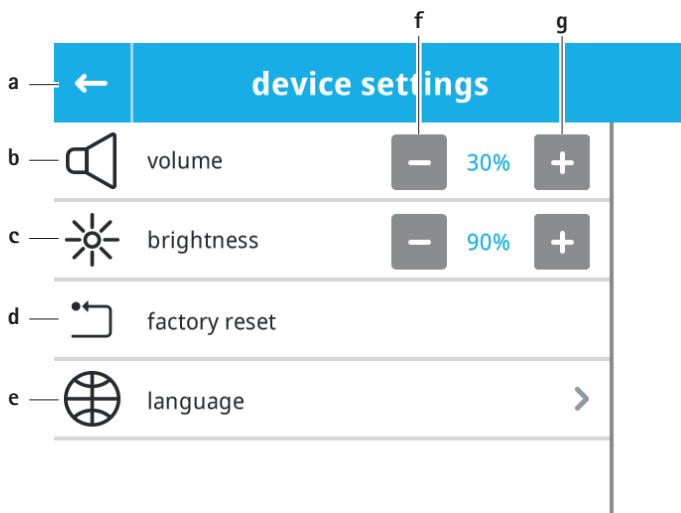 f g
a
device settings
b
volume
30%
c
brightness
90%
d
factory reset
e
language